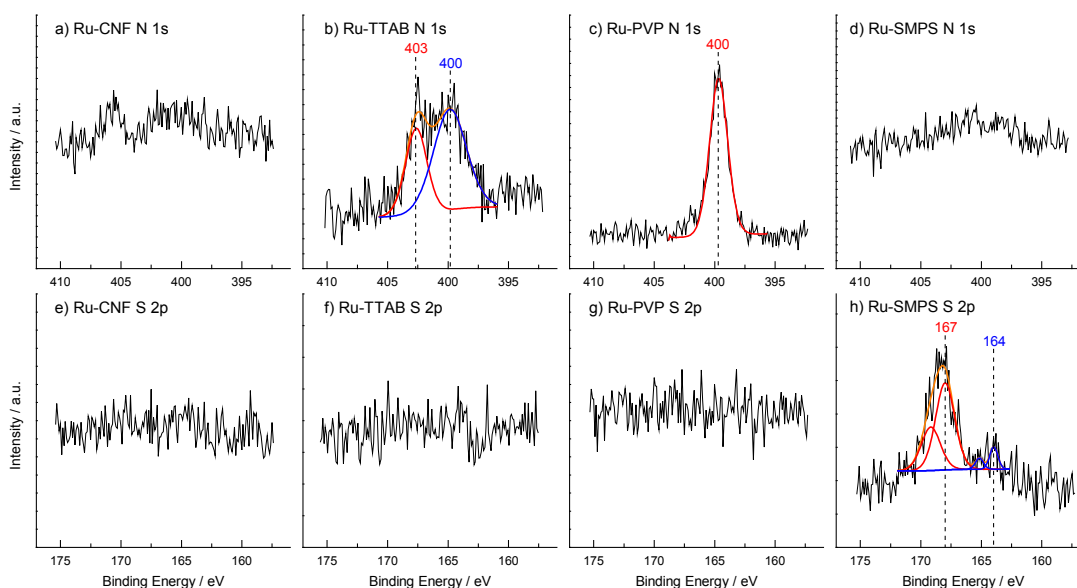 a) Ru-CNF N 1s
b) Ru-TTAB N 1s
c) Ru-PVP N 1s
d) Ru-SMPS N 1s
403
400
400
Intensity / a.u.
410 405 400 395
410 405 400 395
410 405 400 395
410 405 400 395
e) Ru-CNF S 2p
f) Ru-TTAB S 2p
g) Ru-PVP S 2p
h) Ru-SMPS S 2p
167
164
Intensity / a.u.
175 170 165 160
175 170 165 160
175 170 165 160
175 170 165 160
Binding Energy / eV
Binding Energy / eV
Binding Energy / eV
Binding Energy / eV